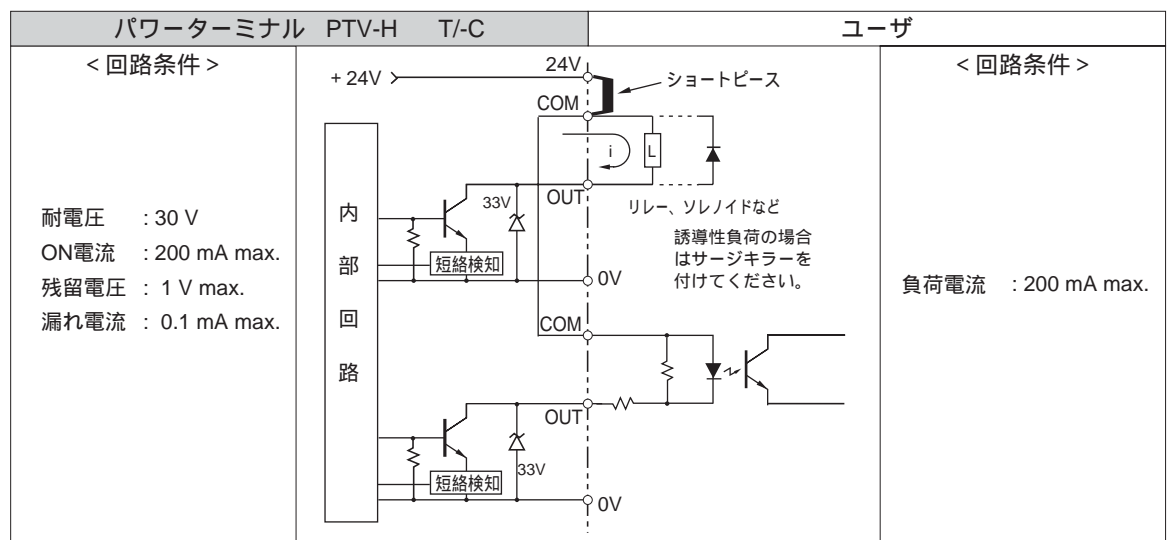 パワーターミナル PTV-H T/-C
ユーザ
<回路条件>
耐電圧 : 30 V
ON電流 : 200 mA max.
残留電圧 : 1 V max.
漏れ電流 : 0.1 mA max.
+ 24V
24V
ショートピース
COM
i
L
OUT
33V
リレー、ソレノイドなど
誘導性負荷の場合
はサージキラーを
付けてください。
内部回路
短絡検知
0V
COM
OUT
33V
短絡検知
0V
<回路条件>
負荷電流 : 200 mA max.